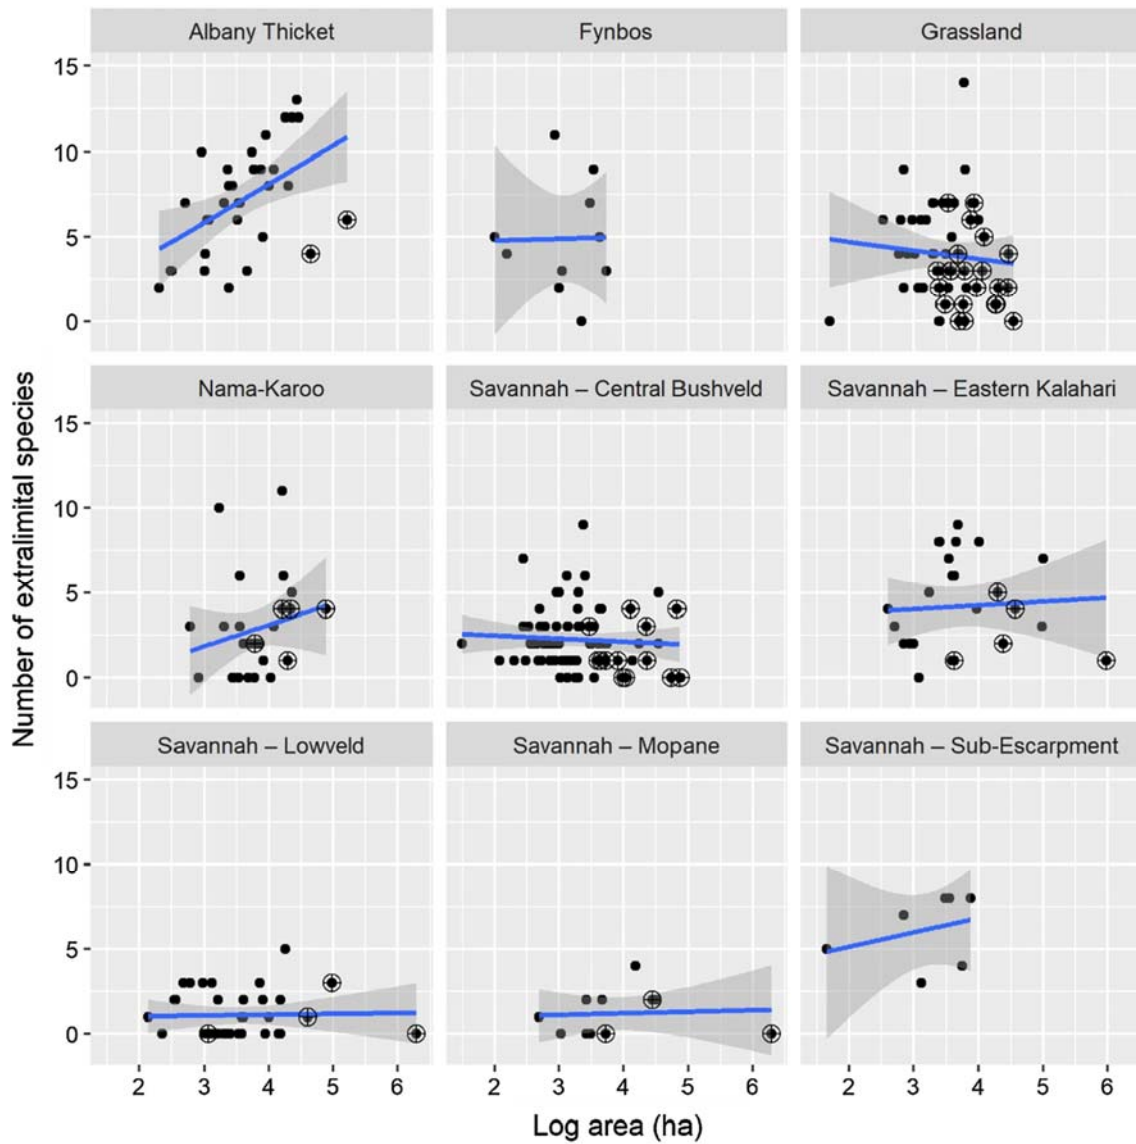 Albany Thicket Fynbos Grassland
15
10
5
0
Nama-Karoo Savannah – Central Bushveld Savannah – Eastern Kalahari
15
10
5
0
Number of extralimital species
Savannah – Lowveld Savannah – Mopane Savannah – Sub-Escarpment
15
10
5
0
2 3 4 5 6 2 3 4 5 6 2 3 4 5 6
Log area (ha)